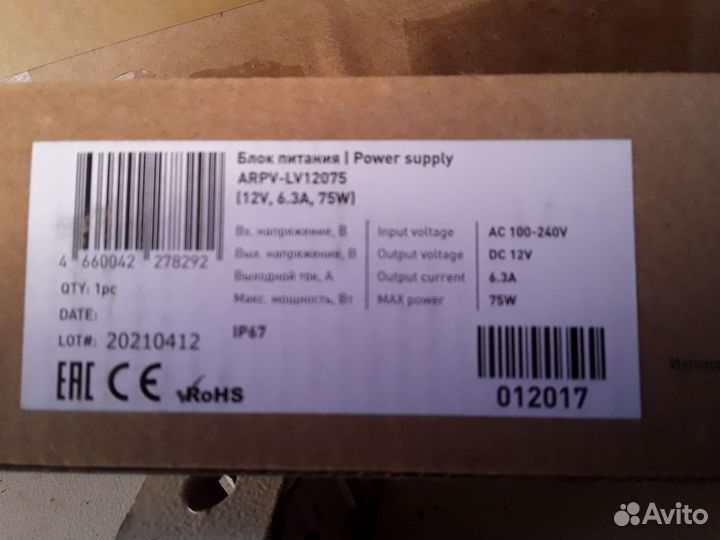 Блок питания | Power supply
ARPV-LV12075
(12V, 6.3A, 75W)
Вх. напряжение, В Input voltage AC 100-240V
Вых. напряжение, В Output voltage DC 12V
Выходной ток, А Output current 6.3A
Макс. мощность, Вт MAX power 75W
IP67
4 660042 278292
QTY: 1pc
DATE:
LOT#: 20210412
EAC CE RoHS
012017
Avito